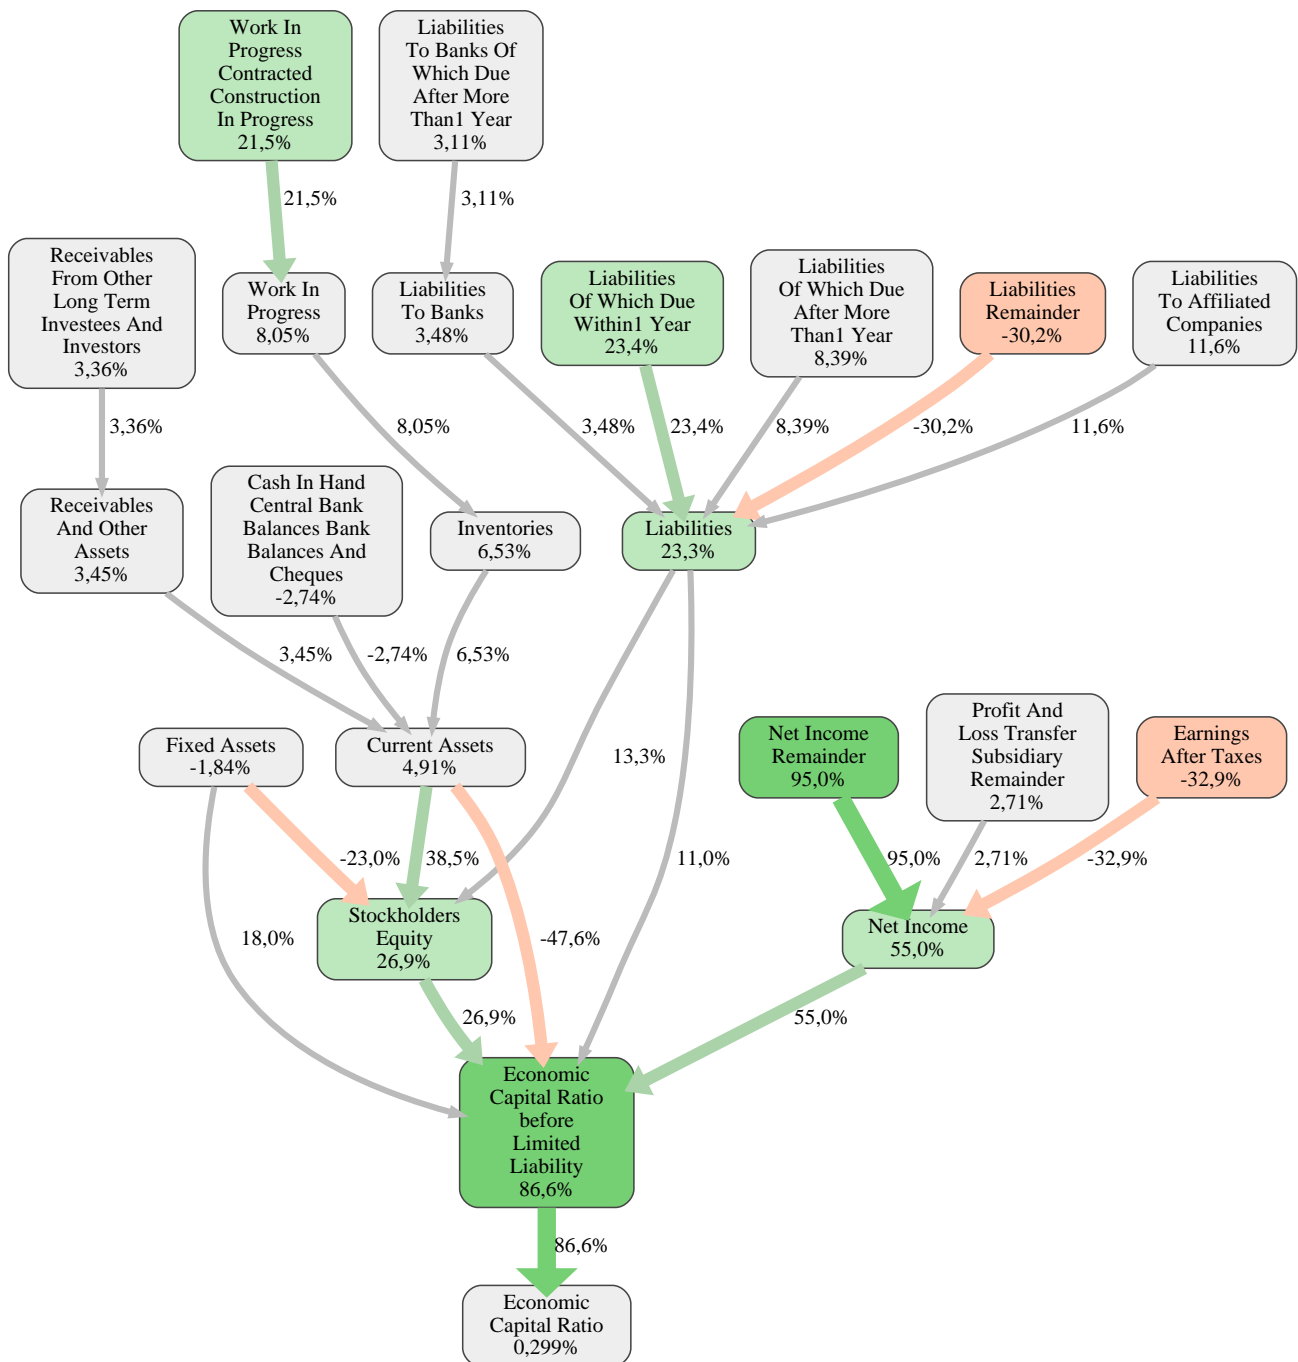 Work In
Progress
Contracted
Construction
In Progress
21,5%
Liabilities
To Banks Of
Which Due
After More
Than1 Year
3,11%
21,5%
3,11%
Receivables
From Other
Long Term
Investees And
Investors
3,36%
Work In
Progress
8,05%
Liabilities
To Banks
3,48%
Liabilities
Of Which Due
Within1 Year
23,4%
Liabilities
Of Which Due
After More
Than1 Year
8,39%
Liabilities
Remainder
-30,2%
Liabilities
To Affiliated
Companies
11,6%
3,36%
8,05%
3,48%
23,4%
8,39%
-30,2%
11,6%
Receivables
And Other
Assets
3,45%
Cash In Hand
Central Bank
Balances Bank
Balances And
Cheques
-2,74%
Inventories
6,53%
Liabilities
23,3%
3,45%
-2,74%
6,53%
13,3%
11,0%
Fixed Assets
-1,84%
Current Assets
4,91%
Net Income
Remainder
95,0%
Profit And
Loss Transfer
Subsidiary
Remainder
2,71%
Earnings
After Taxes
-32,9%
-23,0%
38,5%
95,0%
2,71%
-32,9%
18,0%
Stockholders
Equity
26,9%
-47,6%
Net Income
55,0%
26,9%
55,0%
Economic
Capital Ratio
before
Limited
Liability
86,6%
86,6%
Economic
Capital Ratio
0,299%